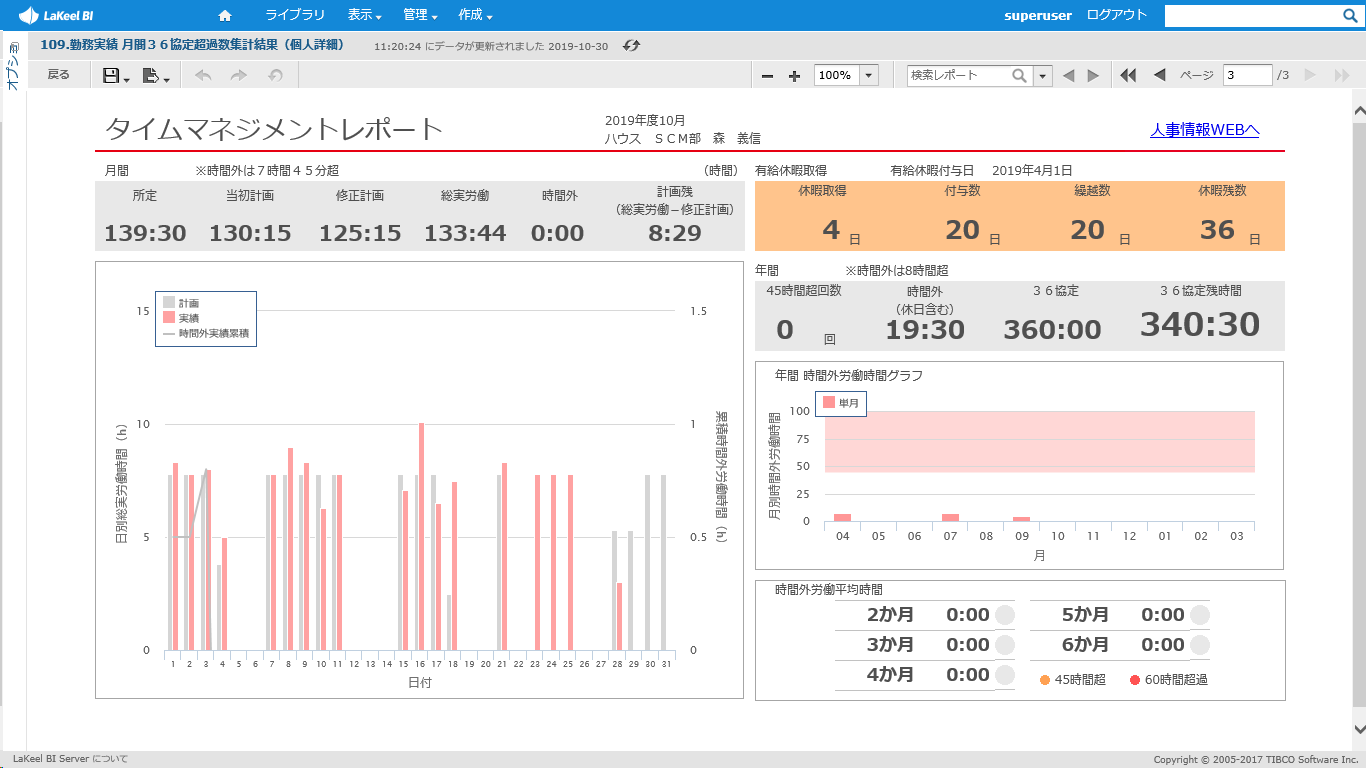 LaKeel BI
ライブラリ 表示 管理 作成
superuser ログアウト
オプション
109.勤務実績 月間３６協定超過数集計結果（個人詳細）
11:20:24 にデータが更新されました 2019-10-30
戻る
100%
検索レポート
ページ 3 /3
タイムマネジメントレポート
2019年度10月
ハウス　ＳＣＭ部　森　義信
人事情報WEBへ
月間 ※時間外は７時間４５分超 （時間）
所定 当初計画 修正計画 総実労働 時間外 計画残
（総実労働－修正計画）
139:30 130:15 125:15 133:44 0:00 8:29
有給休暇取得 有給休暇付与日 2019年4月1日
休暇取得 付与数 繰越数 休暇残数
4 日 20 日 20 日 36 日
年間 ※時間外は8時間超
45時間超回数 時間外 ３６協定 ３６協定残時間
（休日含む）
0 回 19:30 360:00 340:30
計画
実績
時間外実績累積
日別総実労働時間（h）
15
10
5
0
累積時間外労働時間（h）
1.5
1
0.5
0
1 2 3 4 5 6 7 8 9 10 11 12 13 14 15 16 17 18 19 20 21 22 23 24 25 26 27 28 29 30 31
日付
年間 時間外労働時間グラフ
単月
月別時間外労働時間
100
75
50
25
0
04 05 06 07 08 09 10 11 12 01 02 03
月
時間外労働平均時間
2か月 0:00 5か月 0:00
3か月 0:00 6か月 0:00
4か月 0:00
45時間超 60時間超過
LaKeel BI Server について
Copyright © 2005-2017 TIBCO Software Inc.